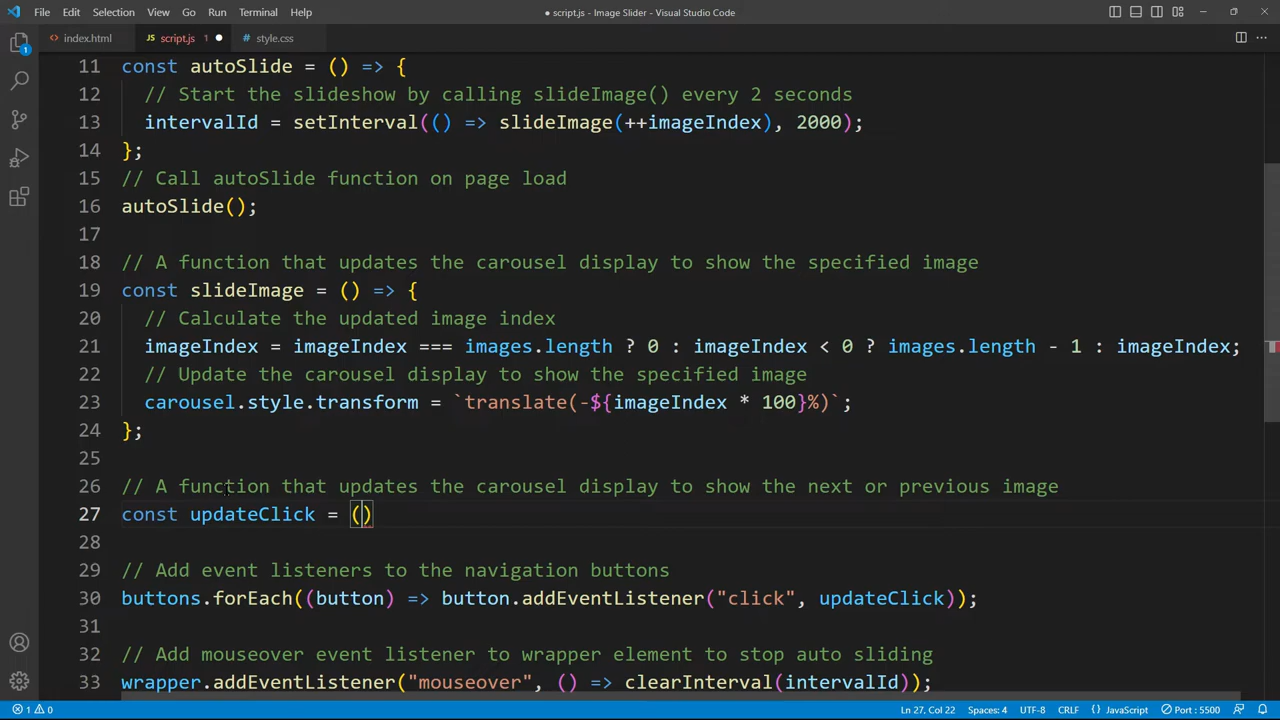 File Edit Selection View Go Run Terminal Help
● script.js - Image Slider - Visual Studio Code
index.html JS script.js 1 ● style.css
11 const autoSlide = () => {
12 // Start the slideshow by calling slideImage() every 2 seconds
13 intervalId = setInterval(() => slideImage(++imageIndex), 2000);
14 };
15 // Call autoSlide function on page load
16 autoSlide();
17
18 // A function that updates the carousel display to show the specified image
19 const slideImage = () => {
20 // Calculate the updated image index
21 imageIndex = imageIndex === images.length ? 0 : imageIndex < 0 ? images.length - 1 : imageIndex;
22 // Update the carousel display to show the specified image
23 carousel.style.transform = `translate(-${imageIndex * 100}%)`;
24 };
25
26 // A function that updates the carousel display to show the next or previous image
27 const updateClick = ()
28
29 // Add event listeners to the navigation buttons
30 buttons.forEach((button) => button.addEventListener("click", updateClick));
31
32 // Add mouseover event listener to wrapper element to stop auto sliding
33 wrapper.addEventListener("mouseover", () => clearInterval(intervalId));
1
1 0 Ln 27, Col 22 Spaces: 4 UTF-8 CRLF {} JavaScript Port : 5500